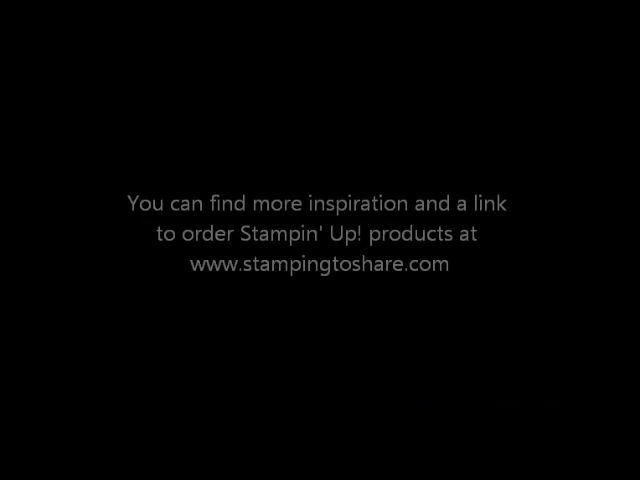 You can find more inspiration and a link
to order Stampin' Up! products at
www.stampingtoshare.com